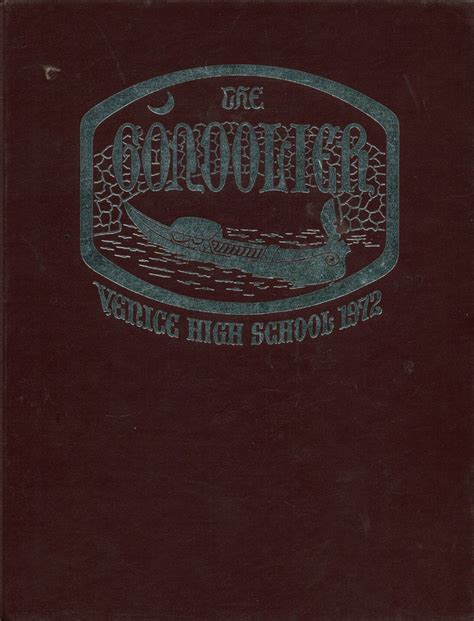 THE
GONDOLIER
VENICE HIGH SCHOOL 1972